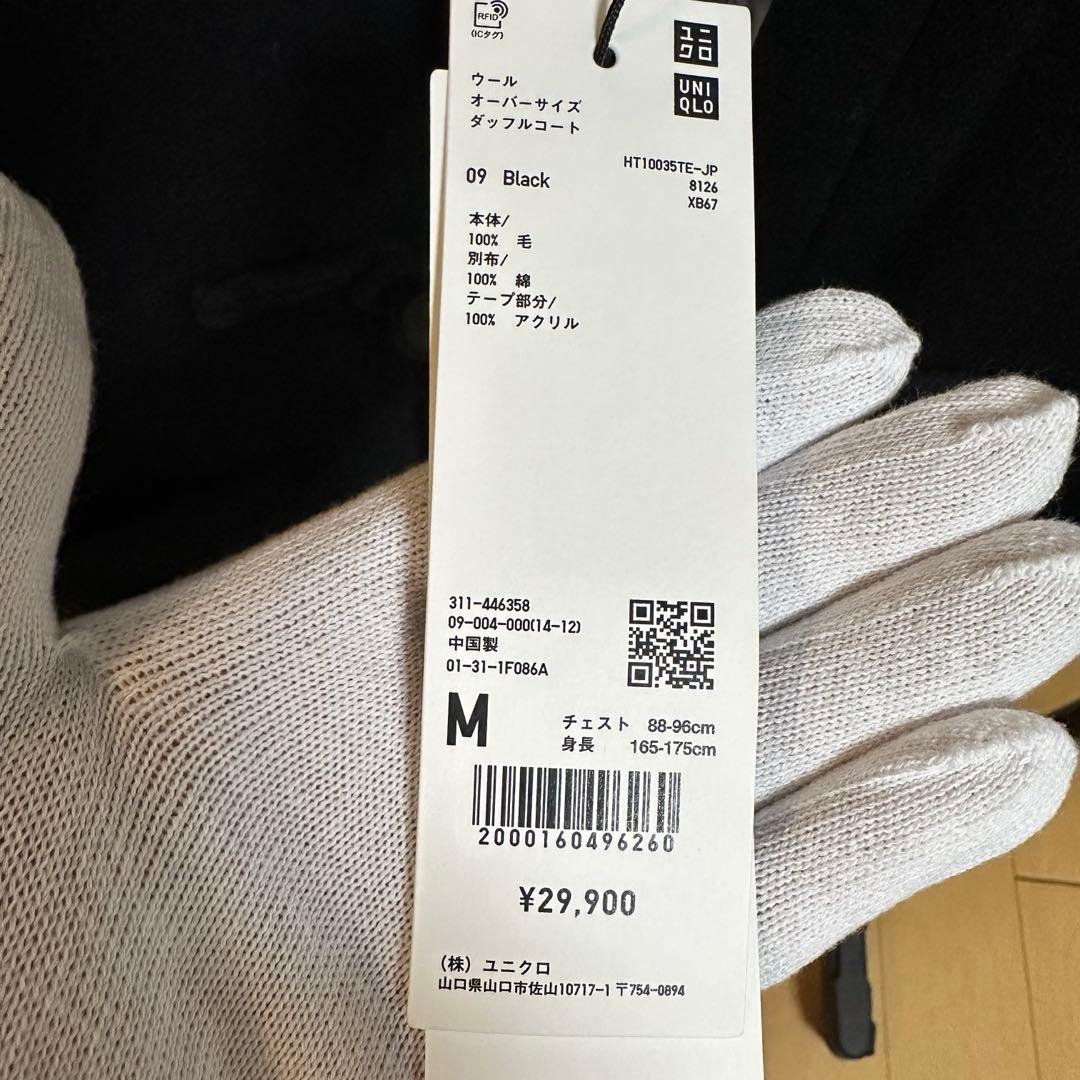 RFID
(ICタグ)
ユニ
クロ
UNI
QLO
ウール
オーバーサイズ
ダッフルコート
HT10035TE-JP
8126
XB67
09 Black
本体/
100% 毛
別布/
100% 綿
テープ部分/
100% アクリル
311-446358
09-004-000(14-12)
中国製
01-31-1F086A
M
チェスト 88-96cm
身長 165-175cm
2000160496260
¥29,900
(株) ユニクロ
山口県山口市佐山10717-1 〒754-0894